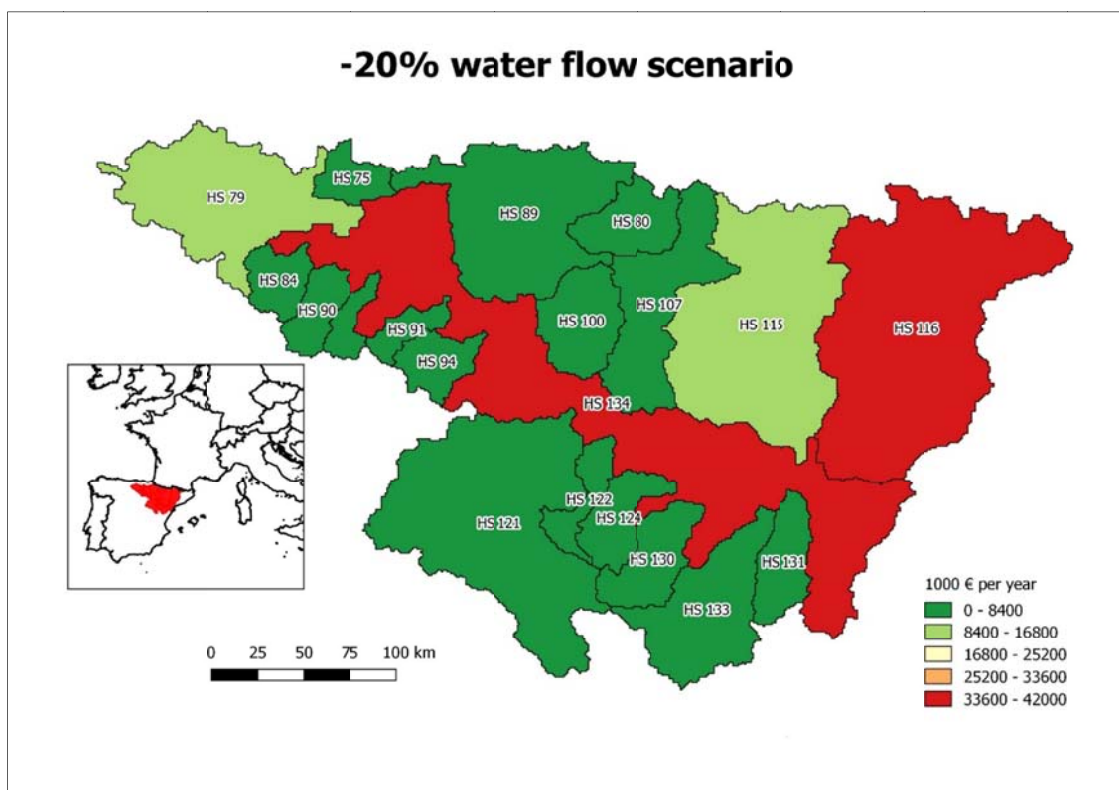 -20% water flow scenario
HS 75
HS 79
HS 89
HS 80
HS 84
HS 90
HS 107
HS 91
HS 100
HS 115
HS 116
HS 94
HS 134
HS 122
HS 121
HS 124
HS 130
HS 131
HS 133
1000 € per year
0 - 8400
8400 - 16800
16800 - 25200
25200 - 33600
33600 - 42000
0 25 50 75 100 km